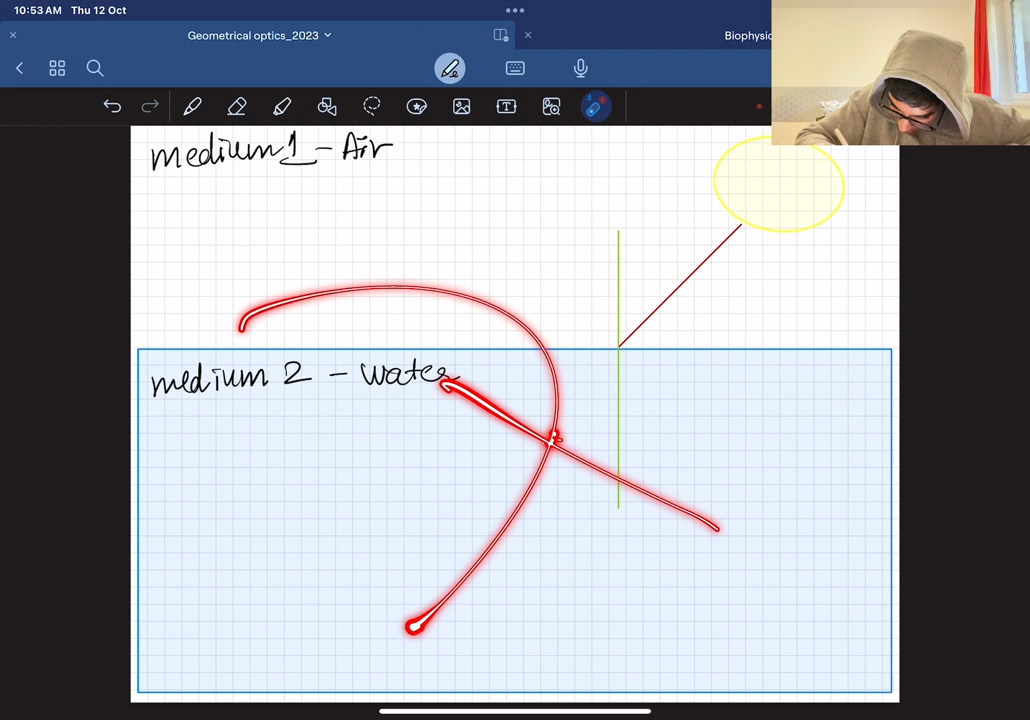 10:53 AM Thu 12 Oct
Geometrical optics_2023
Biophysic
medium 1 - Air
medium 2 - water